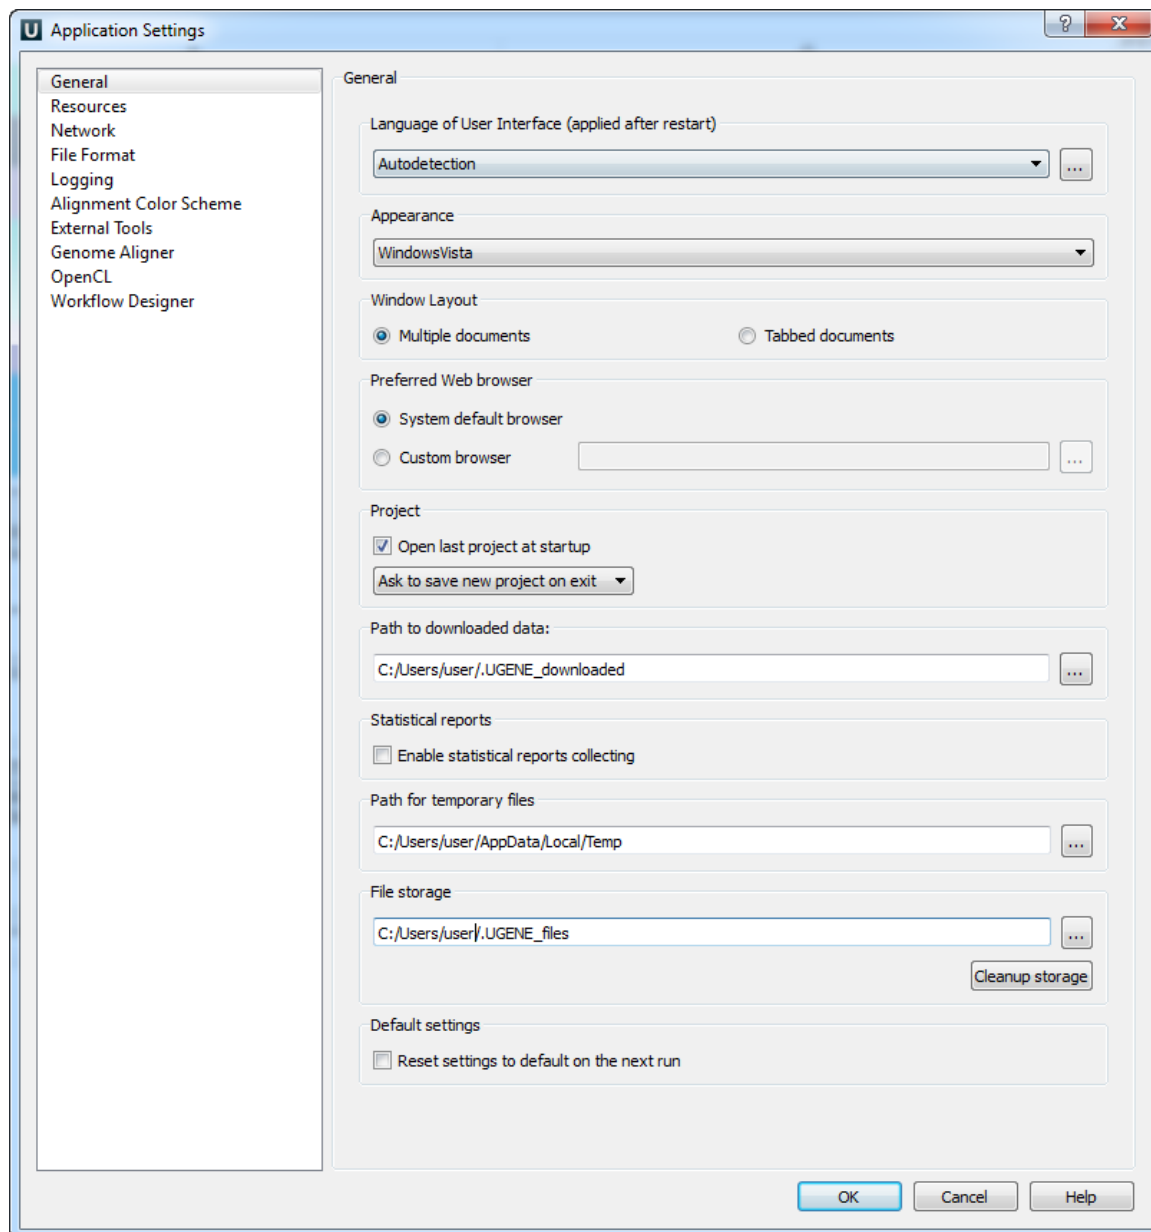 U Application Settings
?
General
Resources
Network
File Format
Logging
Alignment Color Scheme
External Tools
Genome Aligner
OpenCL
Workflow Designer
General
Language of User Interface (applied after restart)
Autodetection
...
Appearance
WindowsVista
Window Layout
Multiple documents Tabbed documents
Preferred Web browser
System default browser
Custom browser ...
Project
Open last project at startup
Ask to save new project on exit
Path to downloaded data:
C:/Users/user/.UGENE_downloaded ...
Statistical reports
Enable statistical reports collecting
Path for temporary files
C:/Users/user/AppData/Local/Temp ...
File storage
C:/Users/user/.UGENE_files ...
Cleanup storage
Default settings
Reset settings to default on the next run
OK Cancel Help